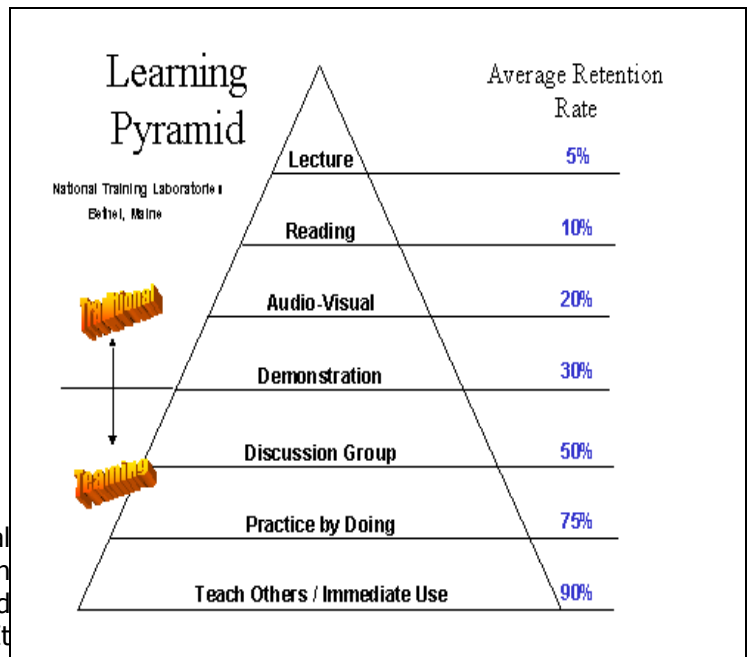 Learning
Pyramid
National Training Laboratories
Bethel, Maine
Average Retention
Rate
Lecture 5%
Reading 10%
Audio-Visual 20%
Traditional
Demonstration 30%
Discussion Group 50%
Teaming
Practice by Doing 75%
Teach Others / Immediate Use 90%